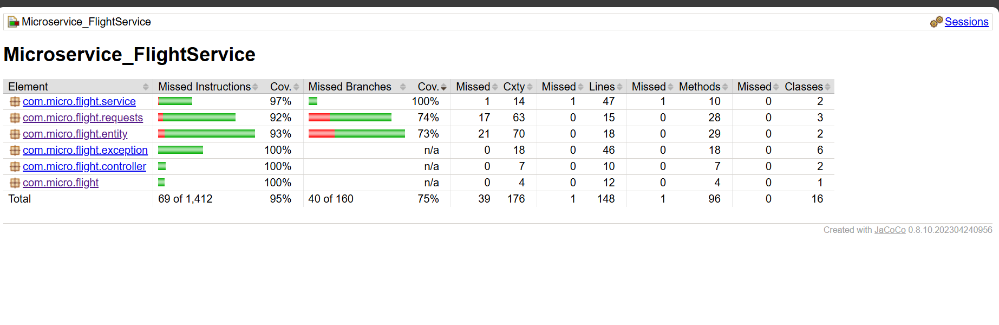 Microservice_FlightService Sessions
Microservice_FlightService
Element Missed Instructions Cov. Missed Branches Cov. Missed Cxty Missed Lines Missed Methods Missed Classes
com.micro.flight.service 97% 100% 1 14 1 47 1 10 0 2
com.micro.flight.requests 92% 74% 17 63 0 15 0 28 0 3
com.micro.flight.entity 93% 73% 21 70 0 18 0 29 0 2
com.micro.flight.exception 100% n/a 0 18 0 46 0 18 0 6
com.micro.flight.controller 100% n/a 0 7 0 10 0 7 0 2
com.micro.flight 100% n/a 0 4 0 12 0 4 0 1
Total 69 of 1,412 95% 40 of 160 75% 39 176 1 148 1 96 0 16
Created with JaCoCo 0.8.10.202304240956